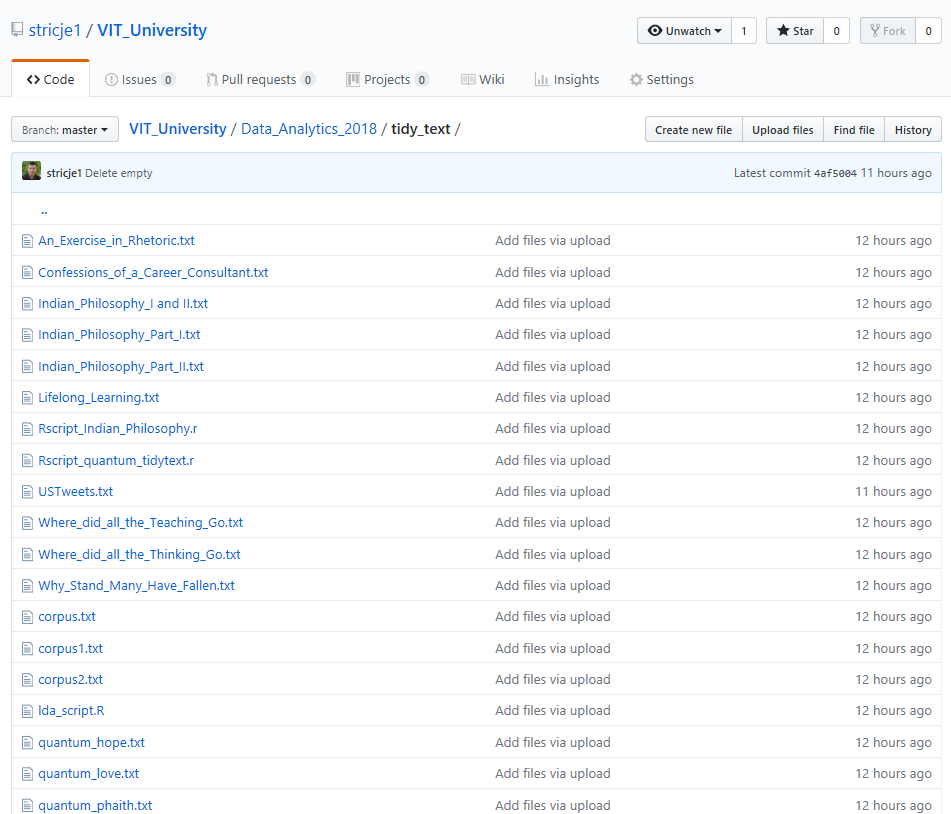 stricje1 / VIT_University
Unwatch 1 Star 0 Fork 0
Code Issues 0 Pull requests 0 Projects 0 Wiki Insights Settings
Branch: master VIT_University / Data_Analytics_2018 / tidy_text / Create new file Upload files Find file History
stricje1 Delete empty Latest commit 4af5004 11 hours ago
..
An_Exercise_in_Rhetoric.txt Add files via upload 12 hours ago
Confessions_of_a_Career_Consultant.txt Add files via upload 12 hours ago
Indian_Philosophy_I and II.txt Add files via upload 12 hours ago
Indian_Philosophy_Part_I.txt Add files via upload 12 hours ago
Indian_Philosophy_Part_II.txt Add files via upload 12 hours ago
Lifelong_Learning.txt Add files via upload 12 hours ago
Rscript_Indian_Philosophy.r Add files via upload 12 hours ago
Rscript_quantum_tidytext.r Add files via upload 12 hours ago
USTweets.txt Add files via upload 11 hours ago
Where_did_all_the_Teaching_Go.txt Add files via upload 12 hours ago
Where_did_all_the_Thinking_Go.txt Add files via upload 12 hours ago
Why_Stand_Many_Have_Fallen.txt Add files via upload 12 hours ago
corpus.txt Add files via upload 12 hours ago
corpus1.txt Add files via upload 12 hours ago
corpus2.txt Add files via upload 12 hours ago
lda_script.R Add files via upload 12 hours ago
quantum_hope.txt Add files via upload 12 hours ago
quantum_love.txt Add files via upload 12 hours ago
quantum_phaith.txt Add files via upload 12 hours ago